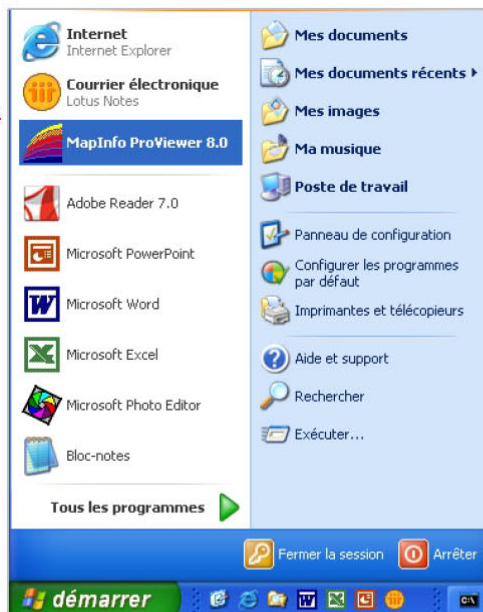 Internet
Internet Explorer
Courrier électronique
Lotus Notes
MapInfo ProViewer 8.0
Adobe Reader 7.0
Microsoft PowerPoint
Microsoft Word
Microsoft Excel
Microsoft Photo Editor
Bloc-notes
Tous les programmes
Mes documents
Mes documents récents
Mes images
Ma musique
Poste de travail
Panneau de configuration
Configurer les programmes
par défaut
Imprimantes et télécopieurs
Aide et support
Rechercher
Exécuter...
Fermer la session
Arrêter
démarrer